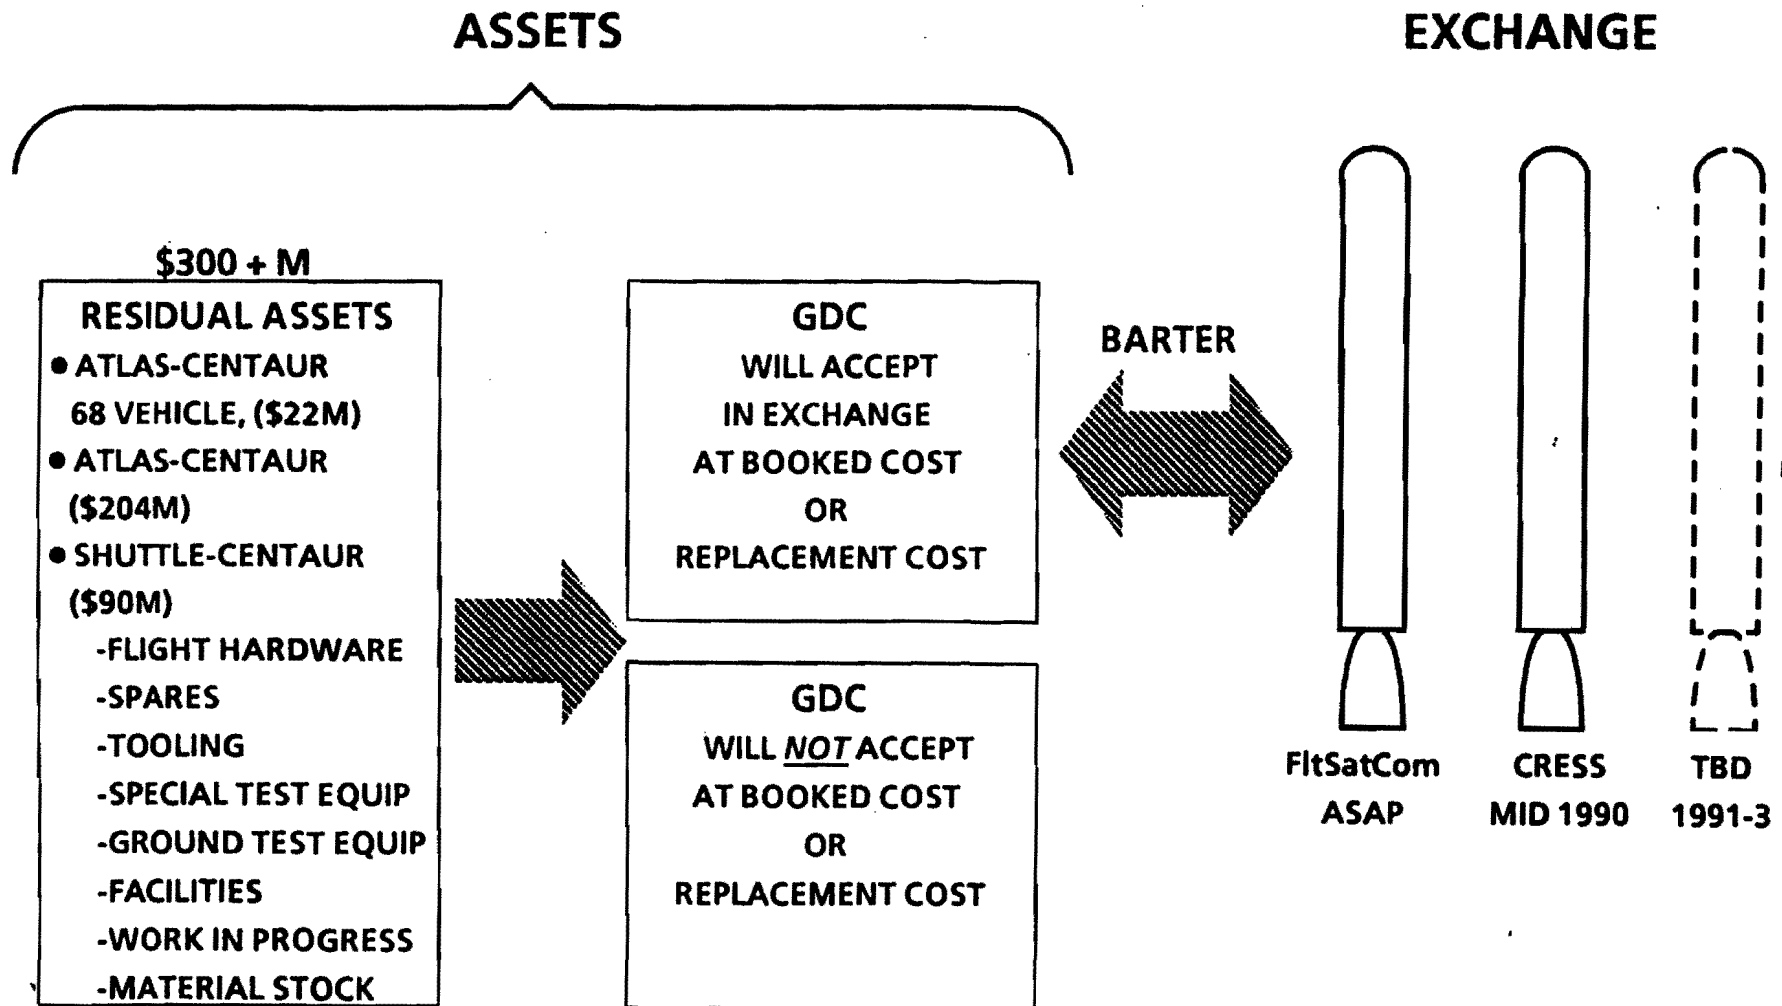 ASSETS
EXCHANGE
$300 + M
RESIDUAL ASSETS
● ATLAS-CENTAUR
68 VEHICLE, ($22M)
● ATLAS-CENTAUR
($204M)
● SHUTTLE-CENTAUR
($90M)
-FLIGHT HARDWARE
-SPARES
-TOOLING
-SPECIAL TEST EQUIP
-GROUND TEST EQUIP
-FACILITIES
-WORK IN PROGRESS
-MATERIAL STOCK
GDC
WILL ACCEPT
IN EXCHANGE
AT BOOKED COST
OR
REPLACEMENT COST
GDC
WILL NOT ACCEPT
AT BOOKED COST
OR
REPLACEMENT COST
BARTER
FltSatCom
ASAP
CRESS
MID 1990
TBD
1991-3